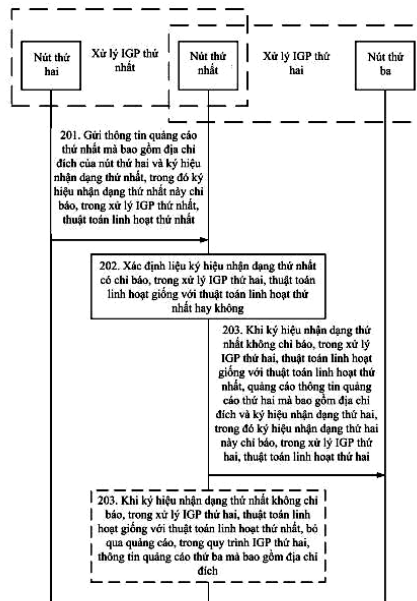 Nút thứ
hai
Xử lý IGP thứ
nhất
Nút thứ
nhất
Xử lý IGP thứ
hai
Nút thứ
ba
201. Gửi thông tin quảng cáo
thứ nhất mà bao gồm địa chỉ
đích của nút thứ hai và ký hiệu
nhận dạng thứ nhất, trong đó ký
hiệu nhận dạng thứ nhất này chỉ
báo, trong xử lý IGP thứ nhất,
thuật toán linh hoạt thứ nhất
202. Xác định liệu ký hiệu nhận dạng thứ nhất
có chỉ báo, trong xử lý IGP thứ hai, thuật toán
linh hoạt giống với thuật toán linh hoạt thứ
nhất hay không
203. Khi ký hiệu nhận dạng thứ
nhất không chỉ báo, trong xử lý
IGP thứ hai, thuật toán linh hoạt
giống với thuật toán linh hoạt thứ
nhất, quảng cáo thông tin quảng
cáo thứ hai mà bao gồm địa chỉ
đích và ký hiệu nhận dạng thứ hai,
trong đó ký hiệu nhận dạng thứ hai
này chỉ báo, trong xử lý IGP thứ
hai, thuật toán linh hoạt thứ hai
203. Khi ký hiệu nhận dạng thứ nhất không chỉ
báo, trong xử lý IGP thứ hai, thuật toán linh
hoạt giống với thuật toán linh hoạt thứ nhất, bỏ
qua quảng cáo, trong quy trình IGP thứ hai,
thông tin quảng cáo thứ ba mà bao gồm địa chỉ
đích